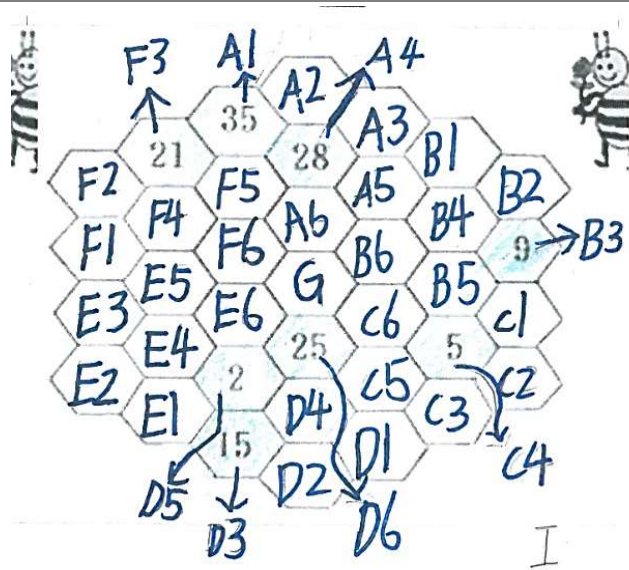 F3 A1 A4
A2
35
A3
21 28 B1
F2 F5 A5 B2
F4 A6 B4
F1 F6 B6 9 B3
E5 G B5
E3 E6 C6 C1
E4 25 5
E2 2 C5 C2
E1 D4 C3
15 D1
D2 C4
D5 D3 D6
I